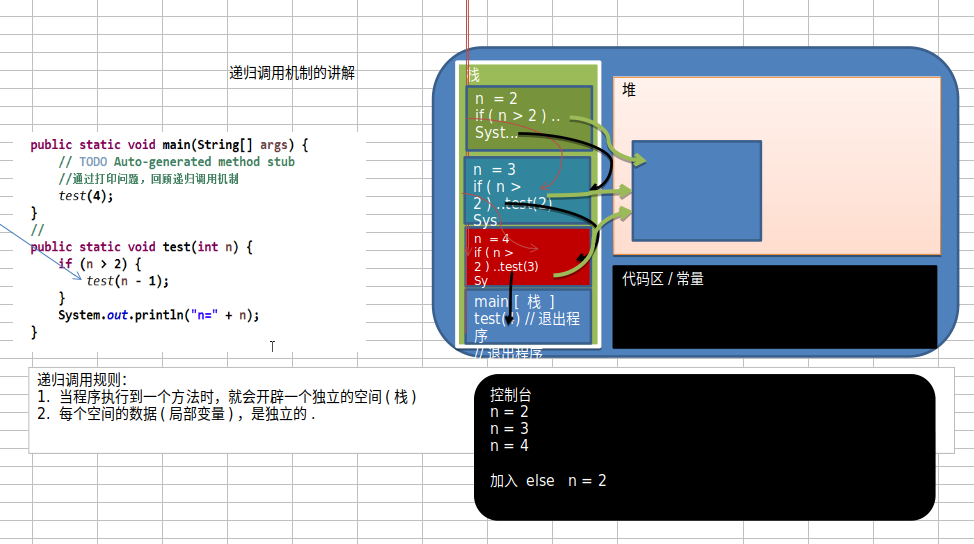 递归调用机制的讲解
public static void main(String[] args) {
// TODO Auto-generated method stub
//通过打印问题，回顾递归调用机制
test(4);
}
//
public static void test(int n) {
if (n > 2) {
test(n - 1);
}
System.out.println("n=" + n);
}
递归调用规则：
1. 当程序执行到一个方法时，就会开辟一个独立的空间 ( 栈 )
2. 每个空间的数据 ( 局部变量 ) ，是独立的 .
栈
n = 2
if ( n > 2 ) ..
Syst...
n = 3
if ( n >
2 ) ..test(2)
Sys
n = 4
if ( n >
2 ) ..test(3)
Sy
main [ 栈 ]
test( ) // 退出程
序
// 退出程序
堆
代码区 / 常量
控制台
n = 2
n = 3
n = 4
加入 else n = 2